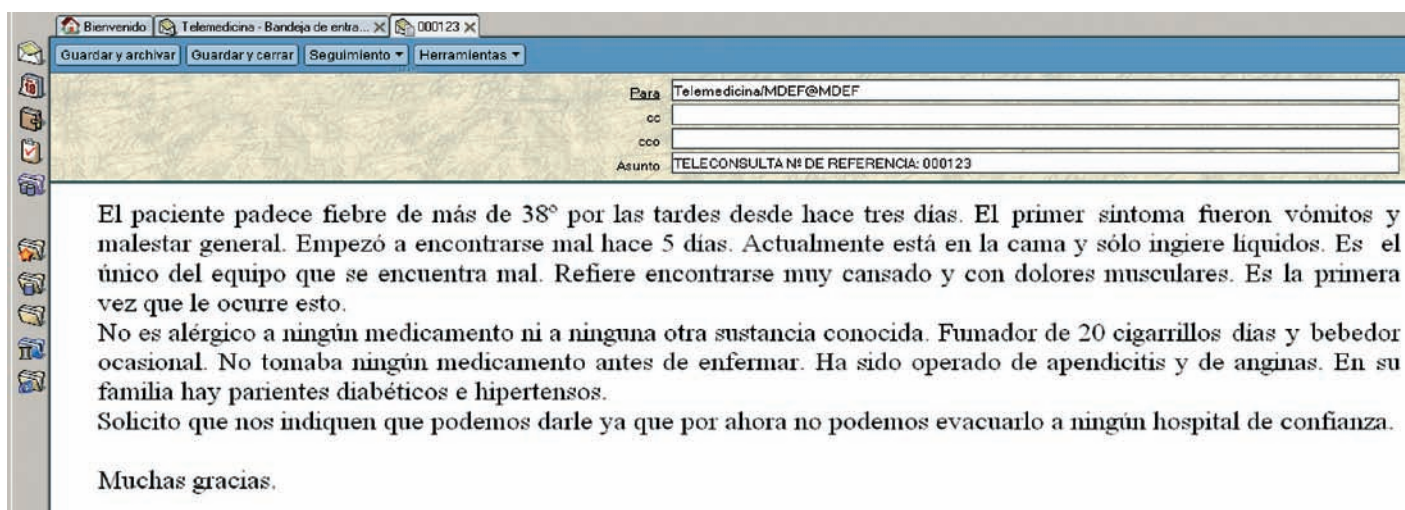 Bienvenido Telemedicina - Bandeja de entra... 000123
Guardar y archivar Guardar y cerrar Seguimiento Herramientas
Para Telemedicina/MDEF@MDEF
cc
cco
Asunto TELECONSULTA Nº DE REFERENCIA: 000123
El paciente padece fiebre de más de 38º por las tardes desde hace tres días. El primer síntoma fueron vómitos y
malestar general. Empezó a encontrarse mal hace 5 días. Actualmente está en la cama y sólo ingiere líquidos. Es el
único del equipo que se encuentra mal. Refiere encontrarse muy cansado y con dolores musculares. Es la primera
vez que le ocurre esto.
No es alérgico a ningún medicamento ni a ninguna otra sustancia conocida. Fumador de 20 cigarrillos días y bebedor
ocasional. No tomaba ningún medicamento antes de enfermar. Ha sido operado de apendicitis y de anginas. En su
familia hay parientes diabéticos e hipertensos.
Solicito que nos indiquen que podemos darle ya que por ahora no podemos evacuarlo a ningún hospital de confianza.
Muchas gracias.